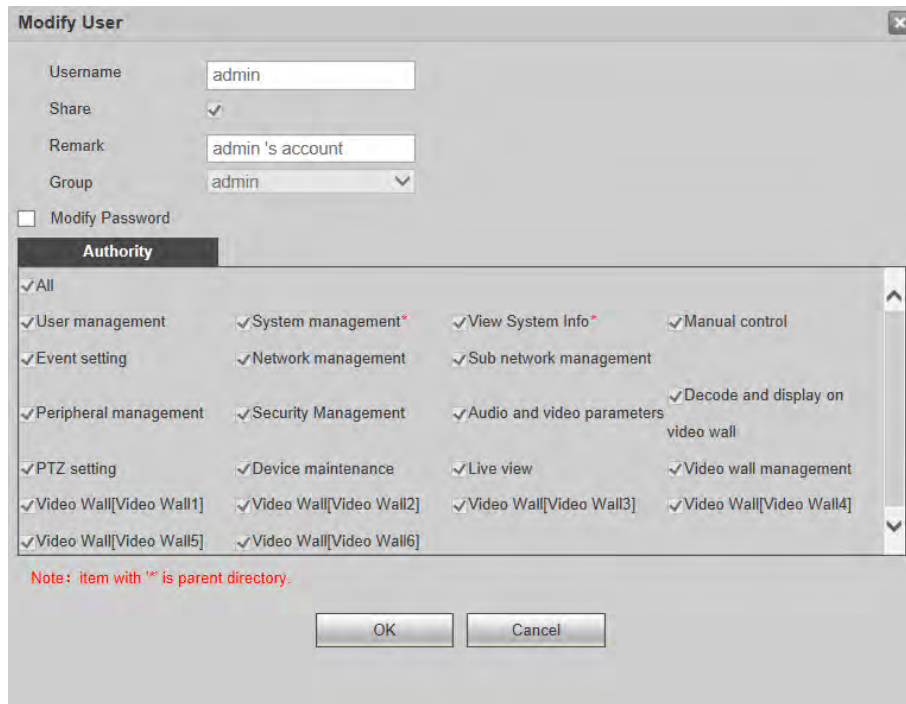 Modify User
Username admin
Share
Remark admin 's account
Group admin
Modify Password
Authority
All
User management System management* View System Info* Manual control
Event setting Network management Sub network management
Peripheral management Security Management Audio and video parameters Decode and display on
video wall
PTZ setting Device maintenance Live view Video wall management
Video Wall[Video Wall1] Video Wall[Video Wall2] Video Wall[Video Wall3] Video Wall[Video Wall4]
Video Wall[Video Wall5] Video Wall[Video Wall6]
Note：item with '*' is parent directory.
OK Cancel